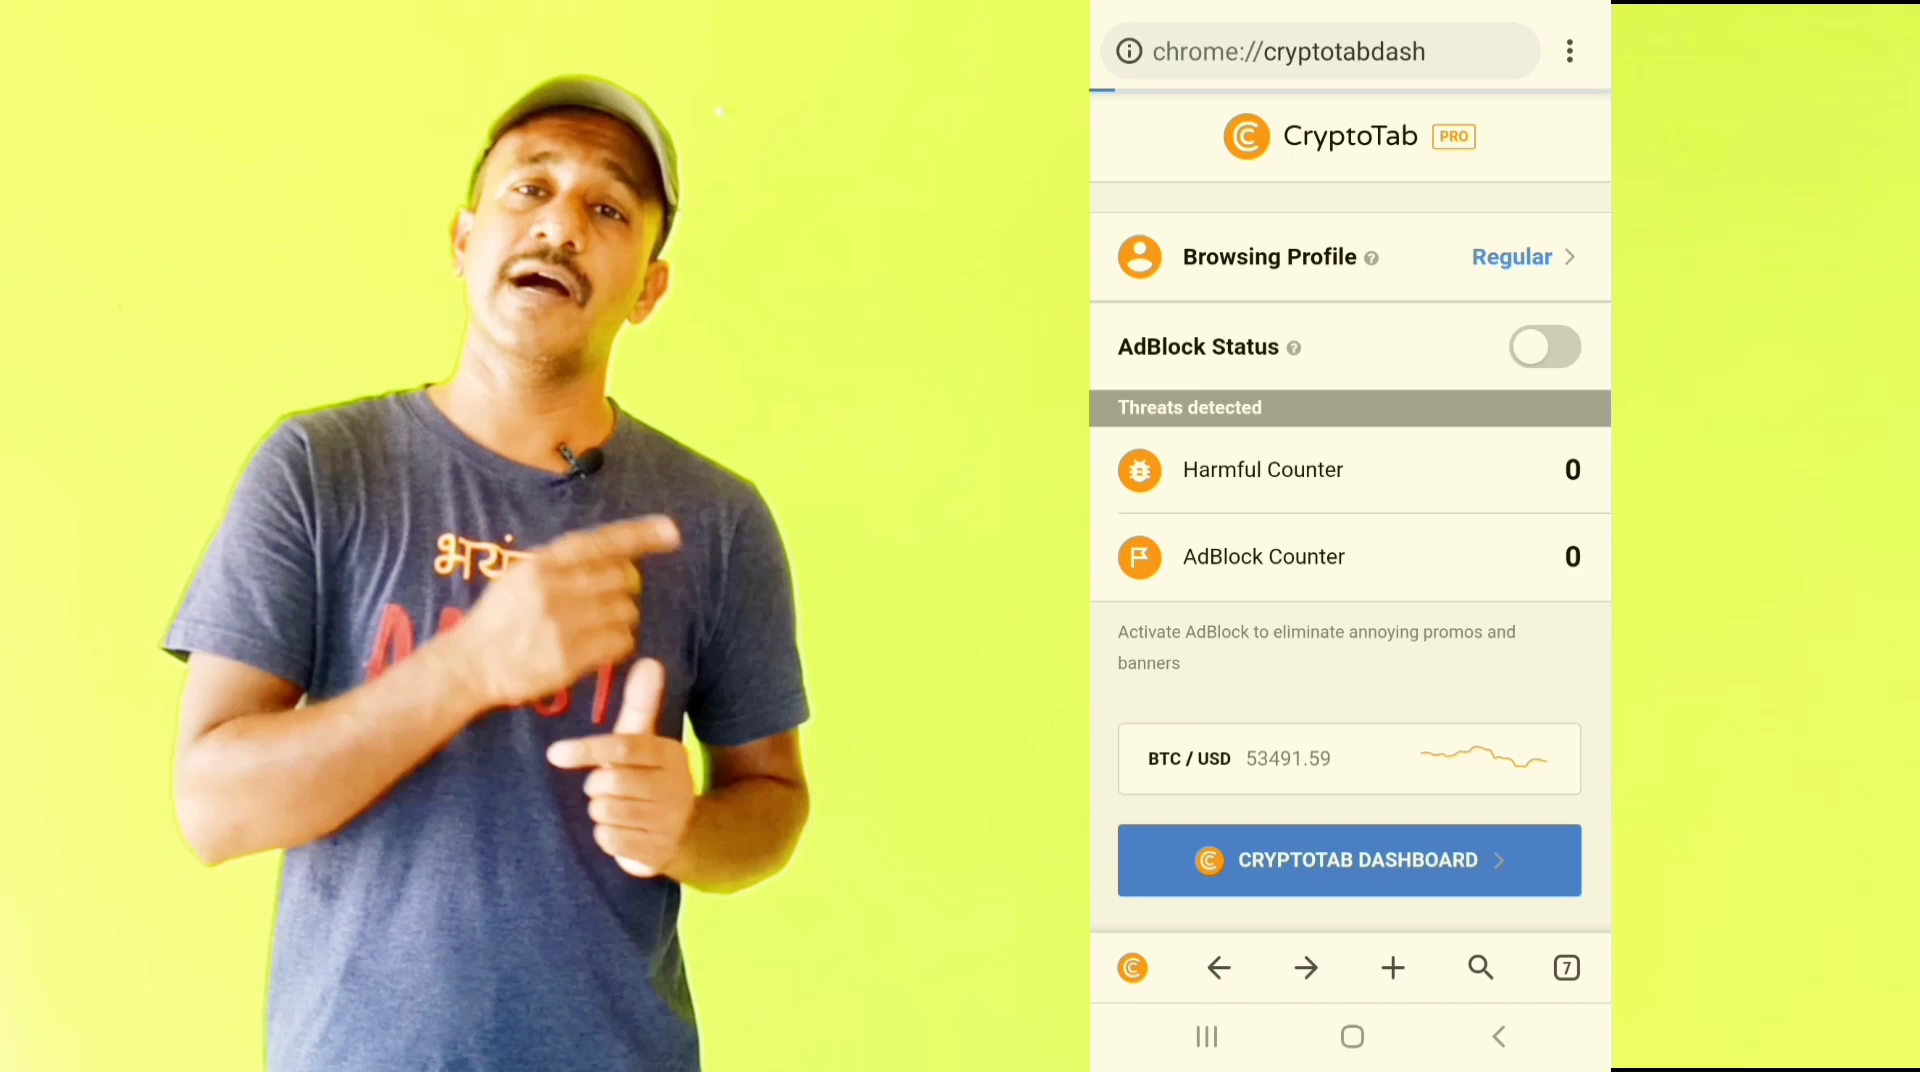 chrome://cryptotabdash
CryptoTab PRO
Browsing Profile Regular
AdBlock Status
Threats detected
Harmful Counter 0
AdBlock Counter 0
Activate AdBlock to eliminate annoying promos and
banners
BTC / USD 53491.59
CRYPTOTAB DASHBOARD
7